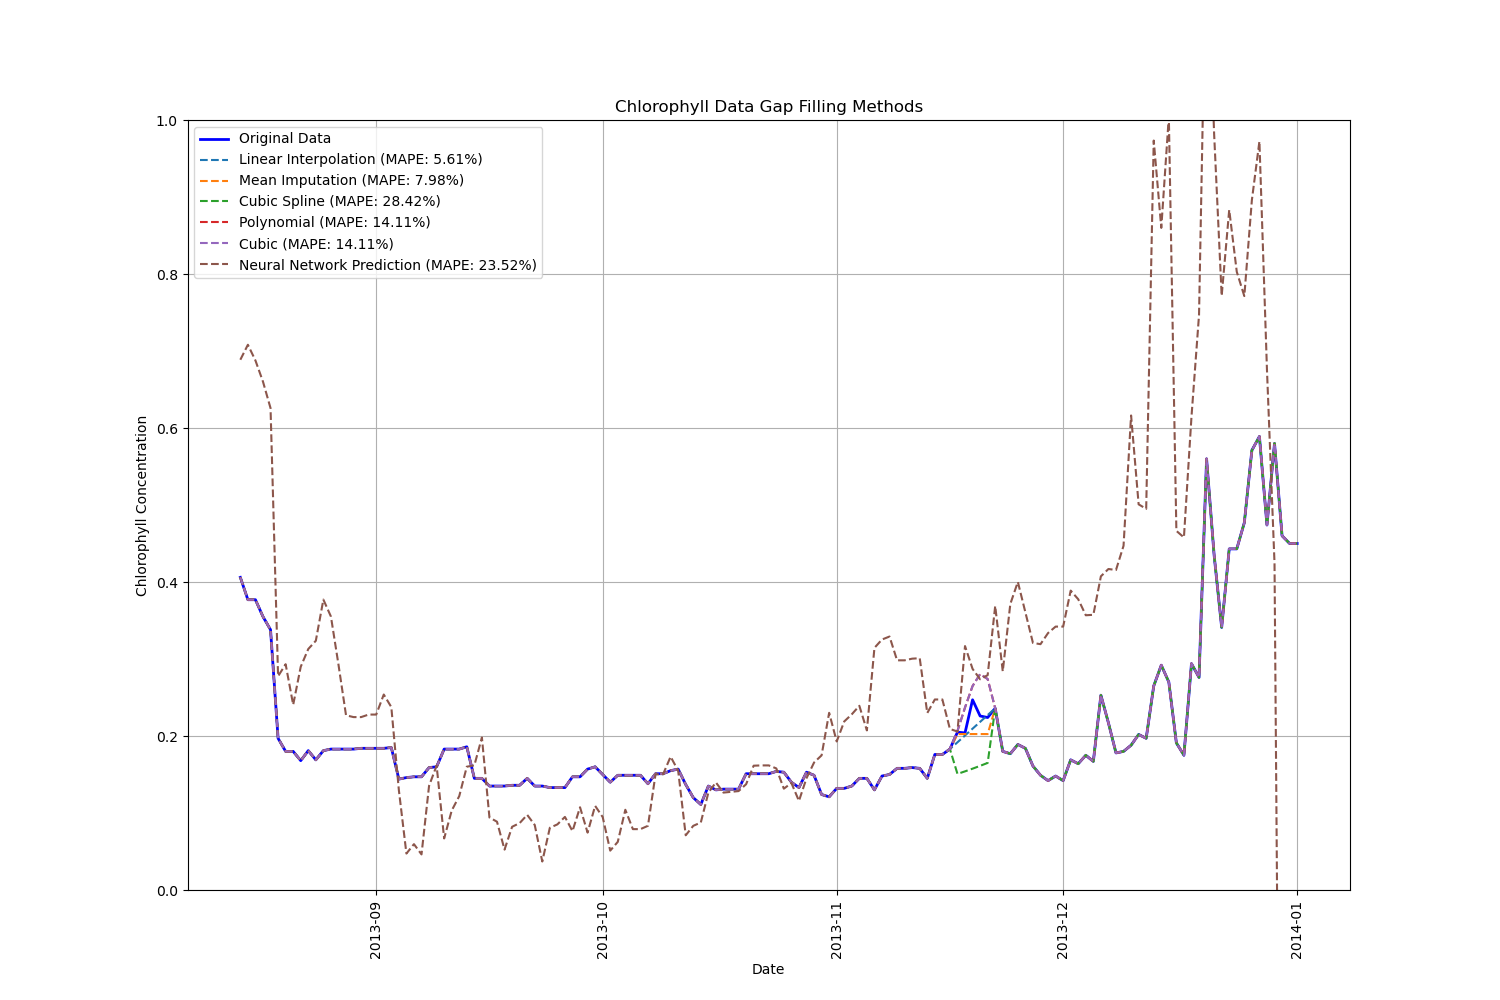 Chlorophyll Data Gap Filling Methods
Original Data
Linear Interpolation (MAPE: 5.61%)
Mean Imputation (MAPE: 7.98%)
Cubic Spline (MAPE: 28.42%)
Polynomial (MAPE: 14.11%)
Cubic (MAPE: 14.11%)
Neural Network Prediction (MAPE: 23.52%)
1.0
0.8
0.6
0.4
0.2
0.0
Chlorophyll Concentration
2013-09
2013-10
2013-11
2013-12
2014-01
Date